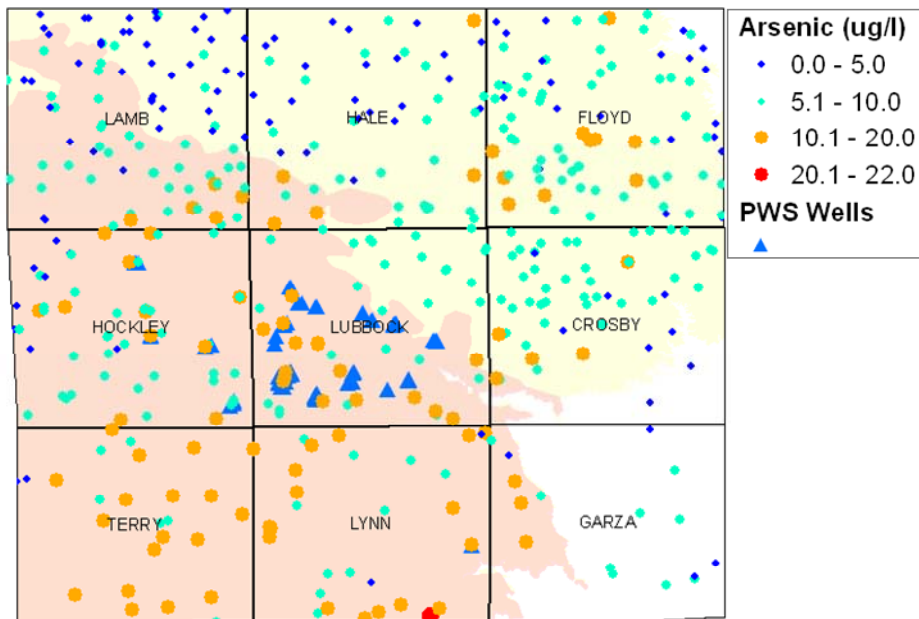 Arsenic (ug/l)
0.0 - 5.0
5.1 - 10.0
10.1 - 20.0
20.1 - 22.0
PWS Wells
LAMB
HALE
FLOYD
HOCKLEY
LUBBOCK
CROSBY
TERRY
LYNN
GARZA